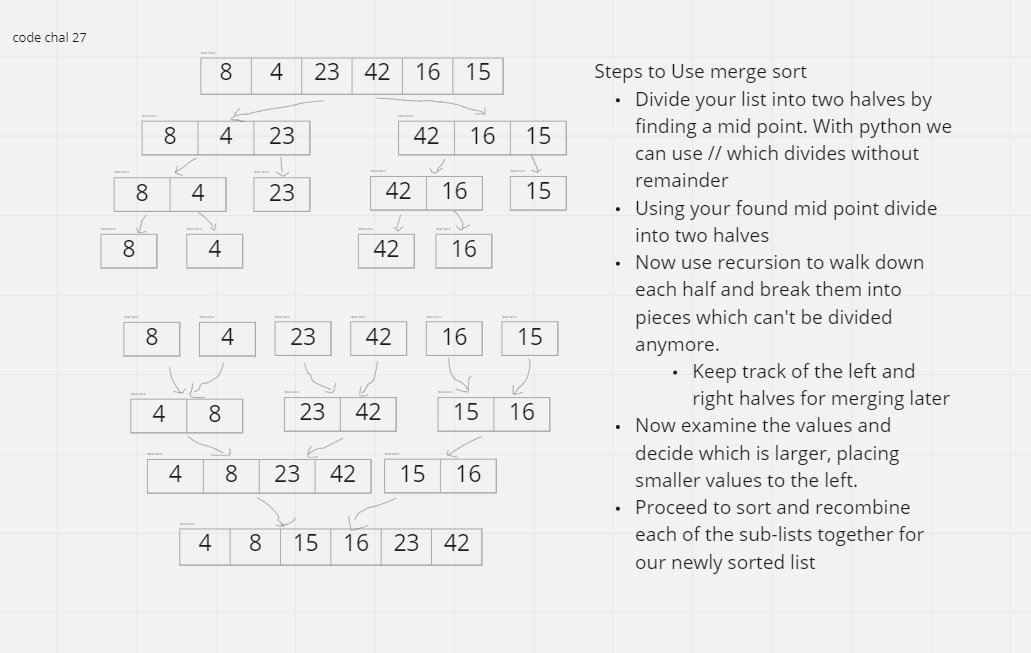 code chal 27
8 4 23 42 16 15
8 4 23
42 16 15
8 4
23
42 16
15
8
4
42
16
8
4
23
42
16
15
4 8
23 42
15 16
4 8 23 42
15 16
4 8 15 16 23 42
Steps to Use merge sort
• Divide your list into two halves by
finding a mid point. With python we
can use // which divides without
remainder
• Using your found mid point divide
into two halves
• Now use recursion to walk down
each half and break them into
pieces which can't be divided
anymore.
• Keep track of the left and
right halves for merging later
• Now examine the values and
decide which is larger, placing
smaller values to the left.
• Proceed to sort and recombine
each of the sub-lists together for
our newly sorted list